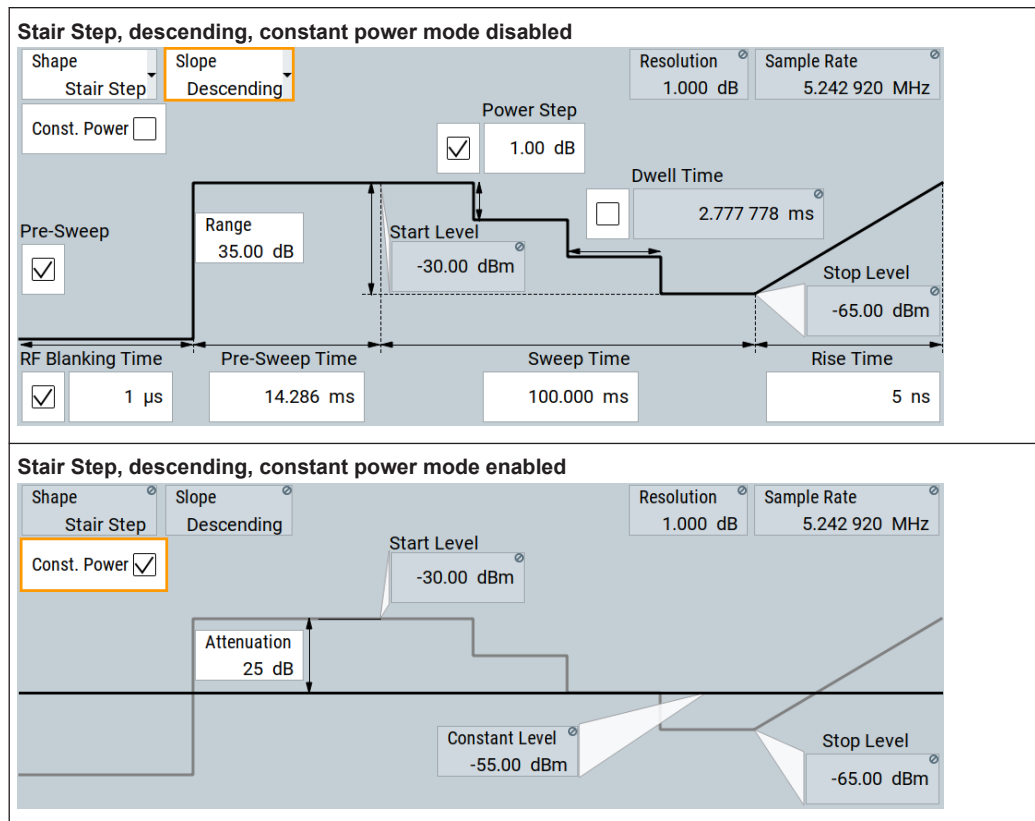 Stair Step, descending, constant power mode disabled
Shape
Stair Step
Slope
Descending
Resolution
1.000 dB
Sample Rate
5.242 920 MHz
Const. Power
Power Step
1.00 dB
Dwell Time
2.777 778 ms
Pre-Sweep
Range
35.00 dB
Start Level
-30.00 dBm
Stop Level
-65.00 dBm
RF Blanking Time
1 µs
Pre-Sweep Time
14.286 ms
Sweep Time
100.000 ms
Rise Time
5 ns
Stair Step, descending, constant power mode enabled
Shape
Stair Step
Slope
Descending
Resolution
1.000 dB
Sample Rate
5.242 920 MHz
Const. Power
Start Level
-30.00 dBm
Attenuation
25 dB
Constant Level
-55.00 dBm
Stop Level
-65.00 dBm